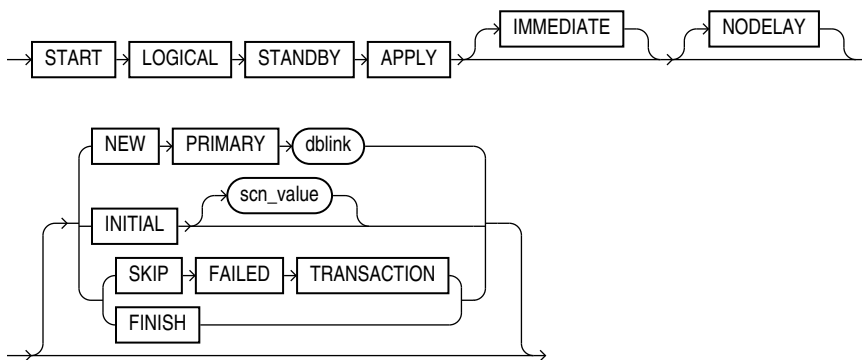 START LOGICAL STANDBY APPLY IMMEDIATE NODELAY
NEW PRIMARY dblink
INITIAL scn_value
SKIP FAILED TRANSACTION
FINISH